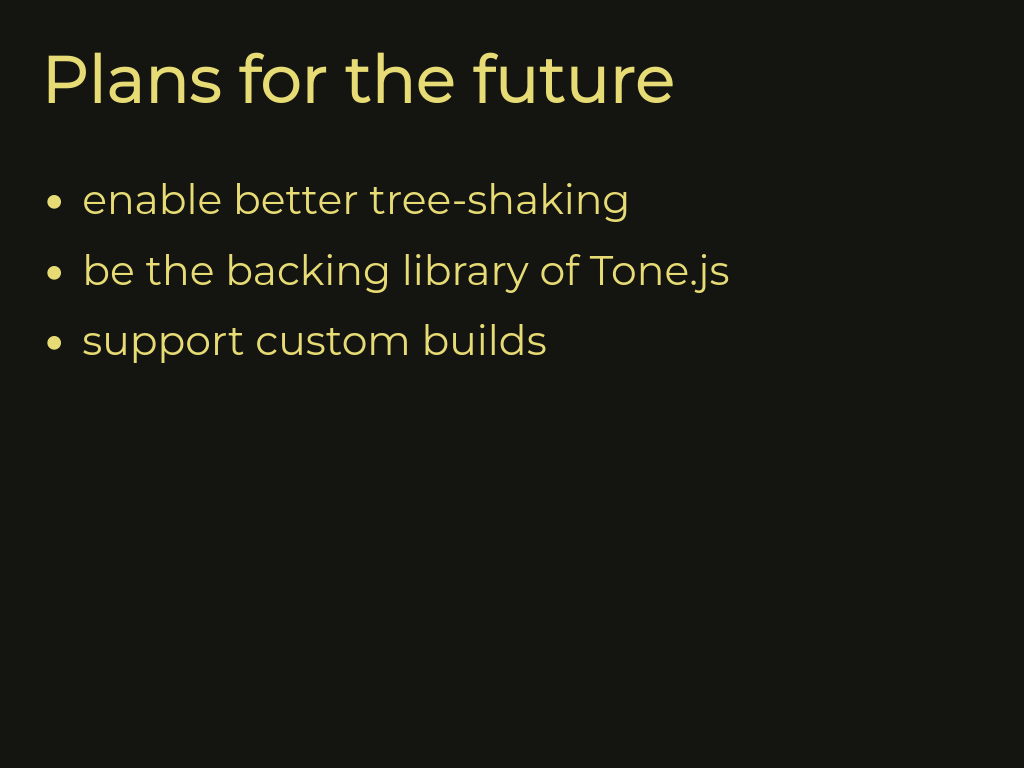 Plans for the future
• enable better tree-shaking
• be the backing library of Tone.js
• support custom builds